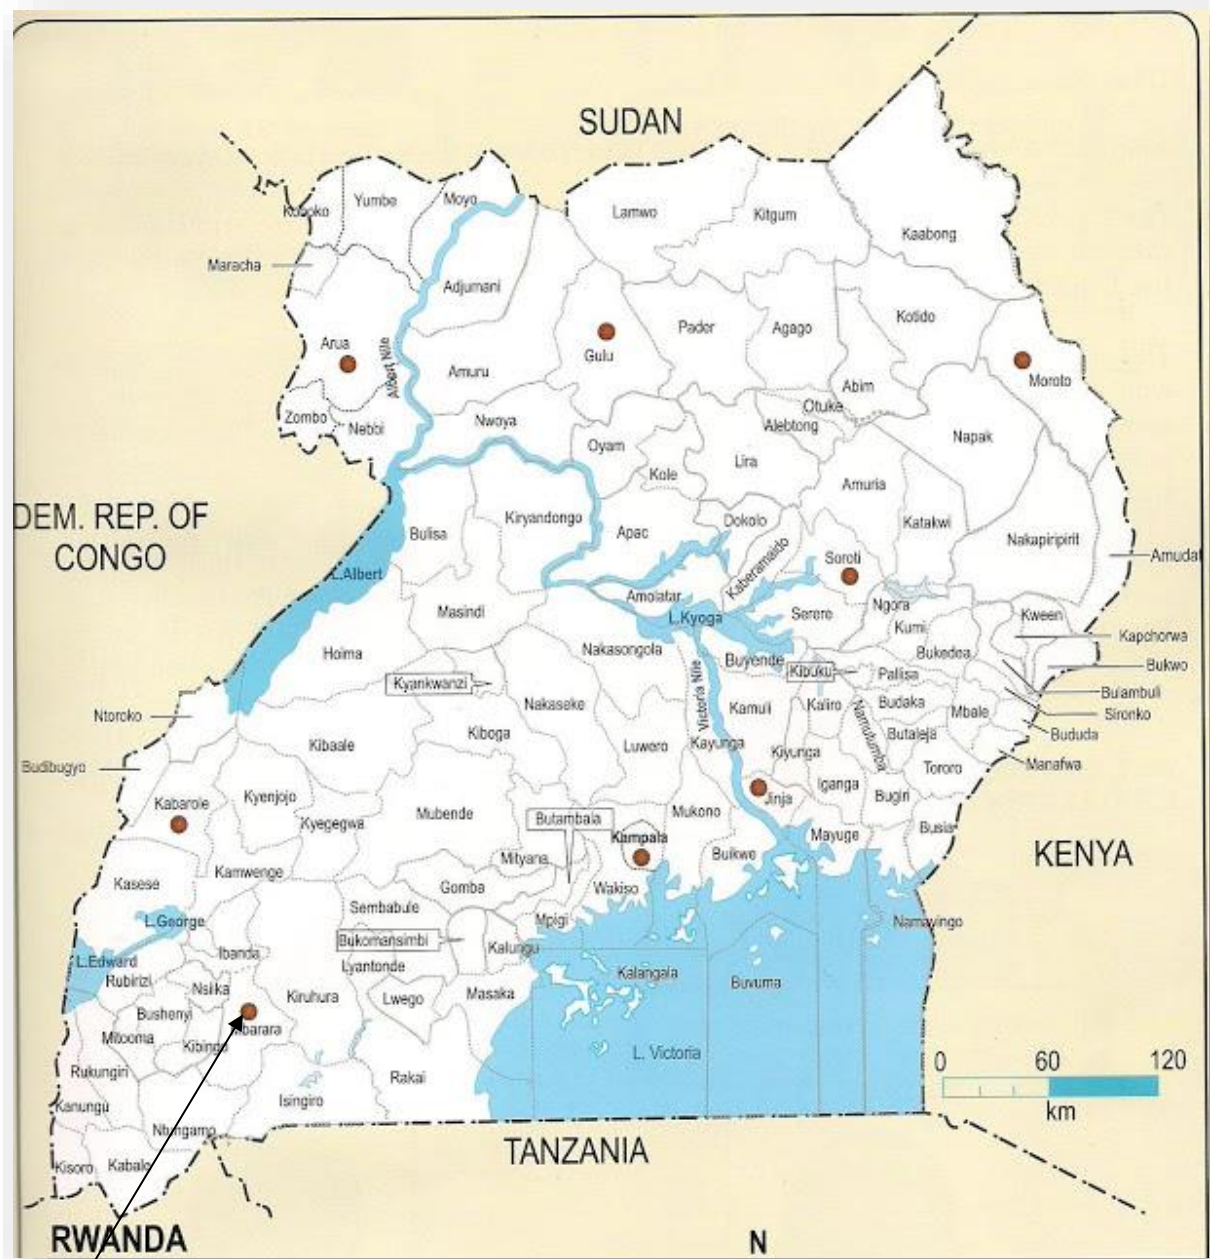 SUDAN
Yumbe
Moyo
Koboko
Lamwo
Kitgum
Kaabong
Maracha
Adjumani
Kotido
Arua
Albert Nile
Gulu
Pader
Agago
Amuru
Moroto
Abim
Zombo
Nebbi
Nwoya
Otuke
Alebtong
Oyam
Napak
Kole
Lira
Amuria
DEM. REP. OF
CONGO
Bulisa
Kiryandongo
Apac
Dokolo
Katakwi
Nakapiripirit
Amudat
L.Albert
Kaberamaido
Soroti
Amolatar
Masindi
L.Kyoga
Serere
Ngora
Kween
Kumi
Kapchorwa
Hoima
Nakasongola
Buyende
Kibuku
Bukedea
Pallisa
Bukwo
Kyankwanzi
Nakaseke
Victoria Nile
Kamuli
Kaliro
Budaka
Mbale
Bulambuli
Sironko
Ntoroko
Kibaale
Kiboga
Luwero
Kayunga
Kiyunga
Namutumba
Butaleja
Bududa
Manafwa
Budibugyo
Tororo
Kabarole
Kyenjojo
Kyegegwa
Mubende
Butambala
Mukono
Jinja
Iganga
Bugiri
Kampala
Mayuge
Busia
Kamwenge
Mityana
Buikwe
KENYA
Kasese
Gomba
Wakiso
Sembabule
Mpigi
L.George
Namayingo
Bukomansimbi
Kalungu
Ibanda
L.Edward
Lyantonde
Rubirizi
Nsiika
Kiruhura
Lwego
Masaka
Kalangala
Buvuma
Bushenyi
Mbarara
Mitooma
Kibingo
L. Victoria
0 60 120
km
Rukungiri
Rakai
Kanungu
Isingiro
Ntungamo
Kisoro
Kabale
TANZANIA
RWANDA
N